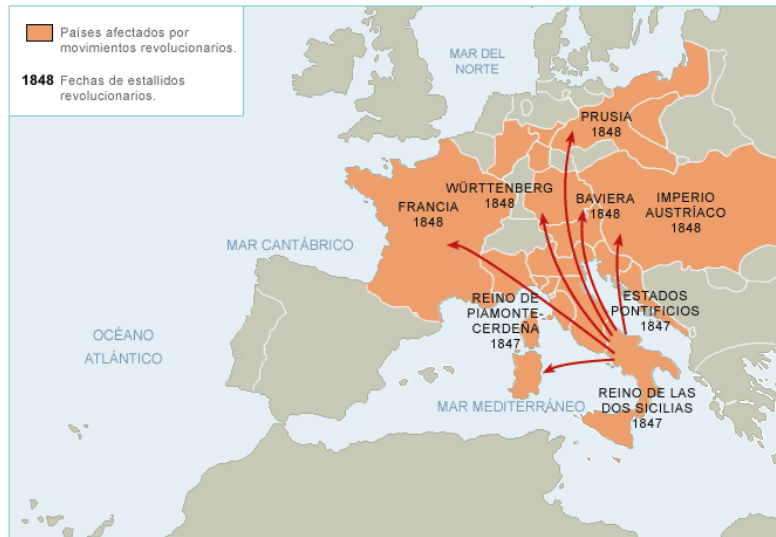 Países afectados por
movimientos revolucionarios.
1848 Fechas de estallidos
revolucionarios.
MAR DEL
NORTE
PRUSIA
1848
WÜRTTENBERG
1848
BAVIERA
1848
IMPERIO
AUSTRÍACO
1848
FRANCIA
1848
MAR CANTÁBRICO
REINO DE
PIAMONTE-
CERDEÑA
1847
ESTADOS
PONTIFICIOS
1847
OCÉANO
ATLÁNTICO
MAR MEDITERRÁNEO
REINO DE LAS
DOS SICILIAS
1847